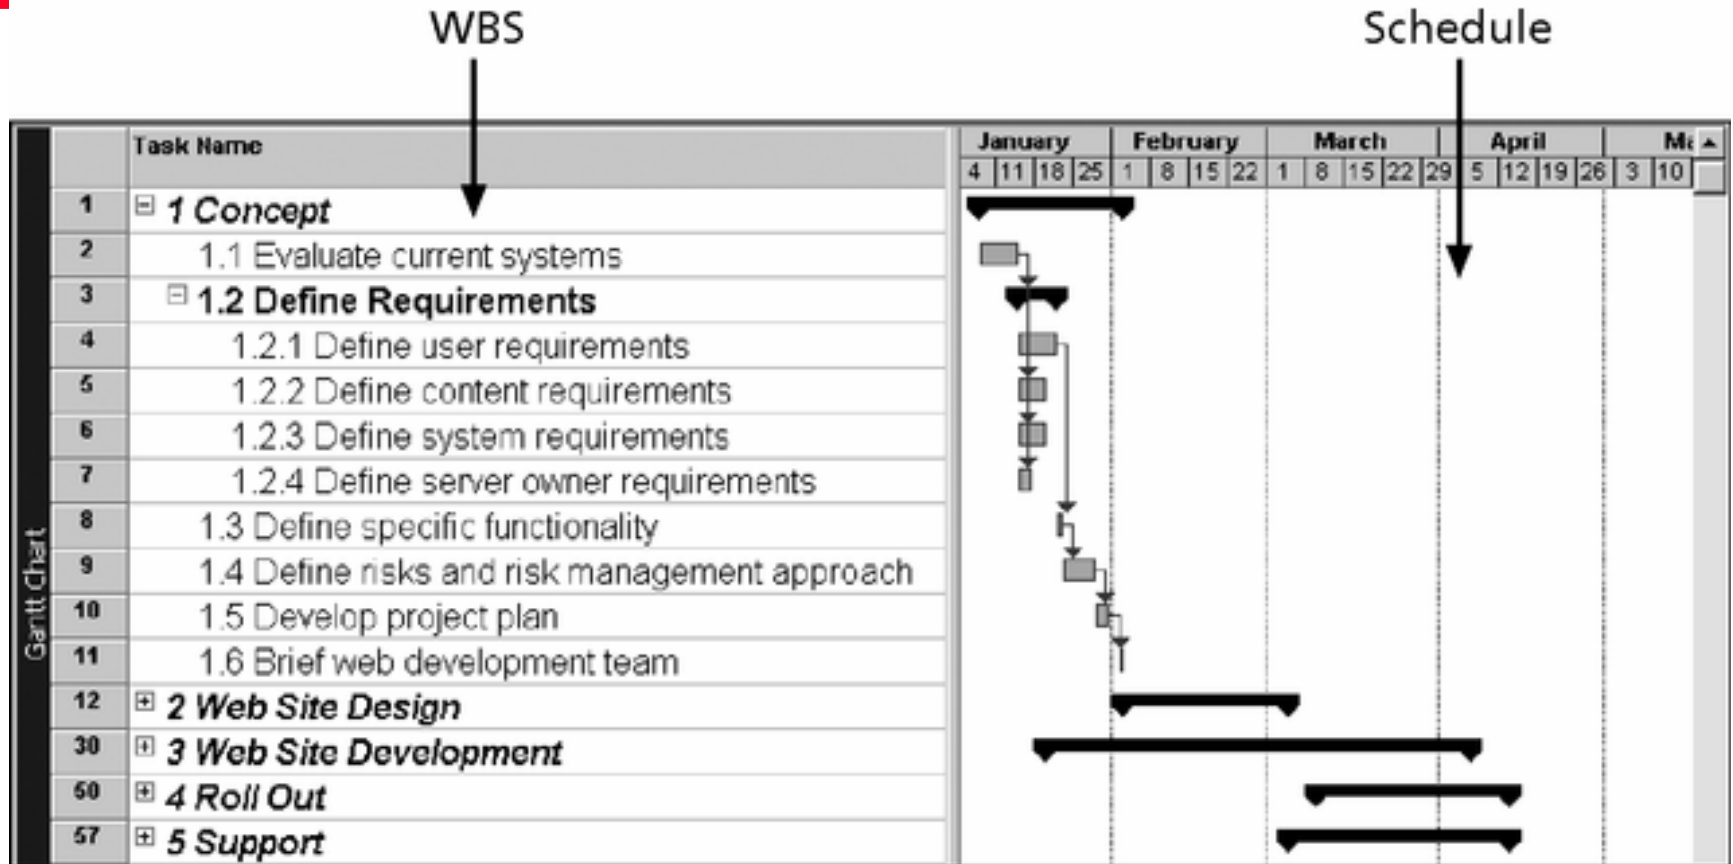 WBS Schedule
Task Name January February March April
4 11 18 25 1 8 15 22 1 8 15 22 29 5 12 19 26 3 10
1 1 Concept
2 1.1 Evaluate current systems
3 1.2 Define Requirements
4 1.2.1 Define user requirements
5 1.2.2 Define content requirements
6 1.2.3 Define system requirements
7 1.2.4 Define server owner requirements
8 1.3 Define specific functionality
9 1.4 Define risks and risk management approach
10 1.5 Develop project plan
11 1.6 Brief web development team
12 2 Web Site Design
30 3 Web Site Development
50 4 Roll Out
57 5 Support
Gantt Chart